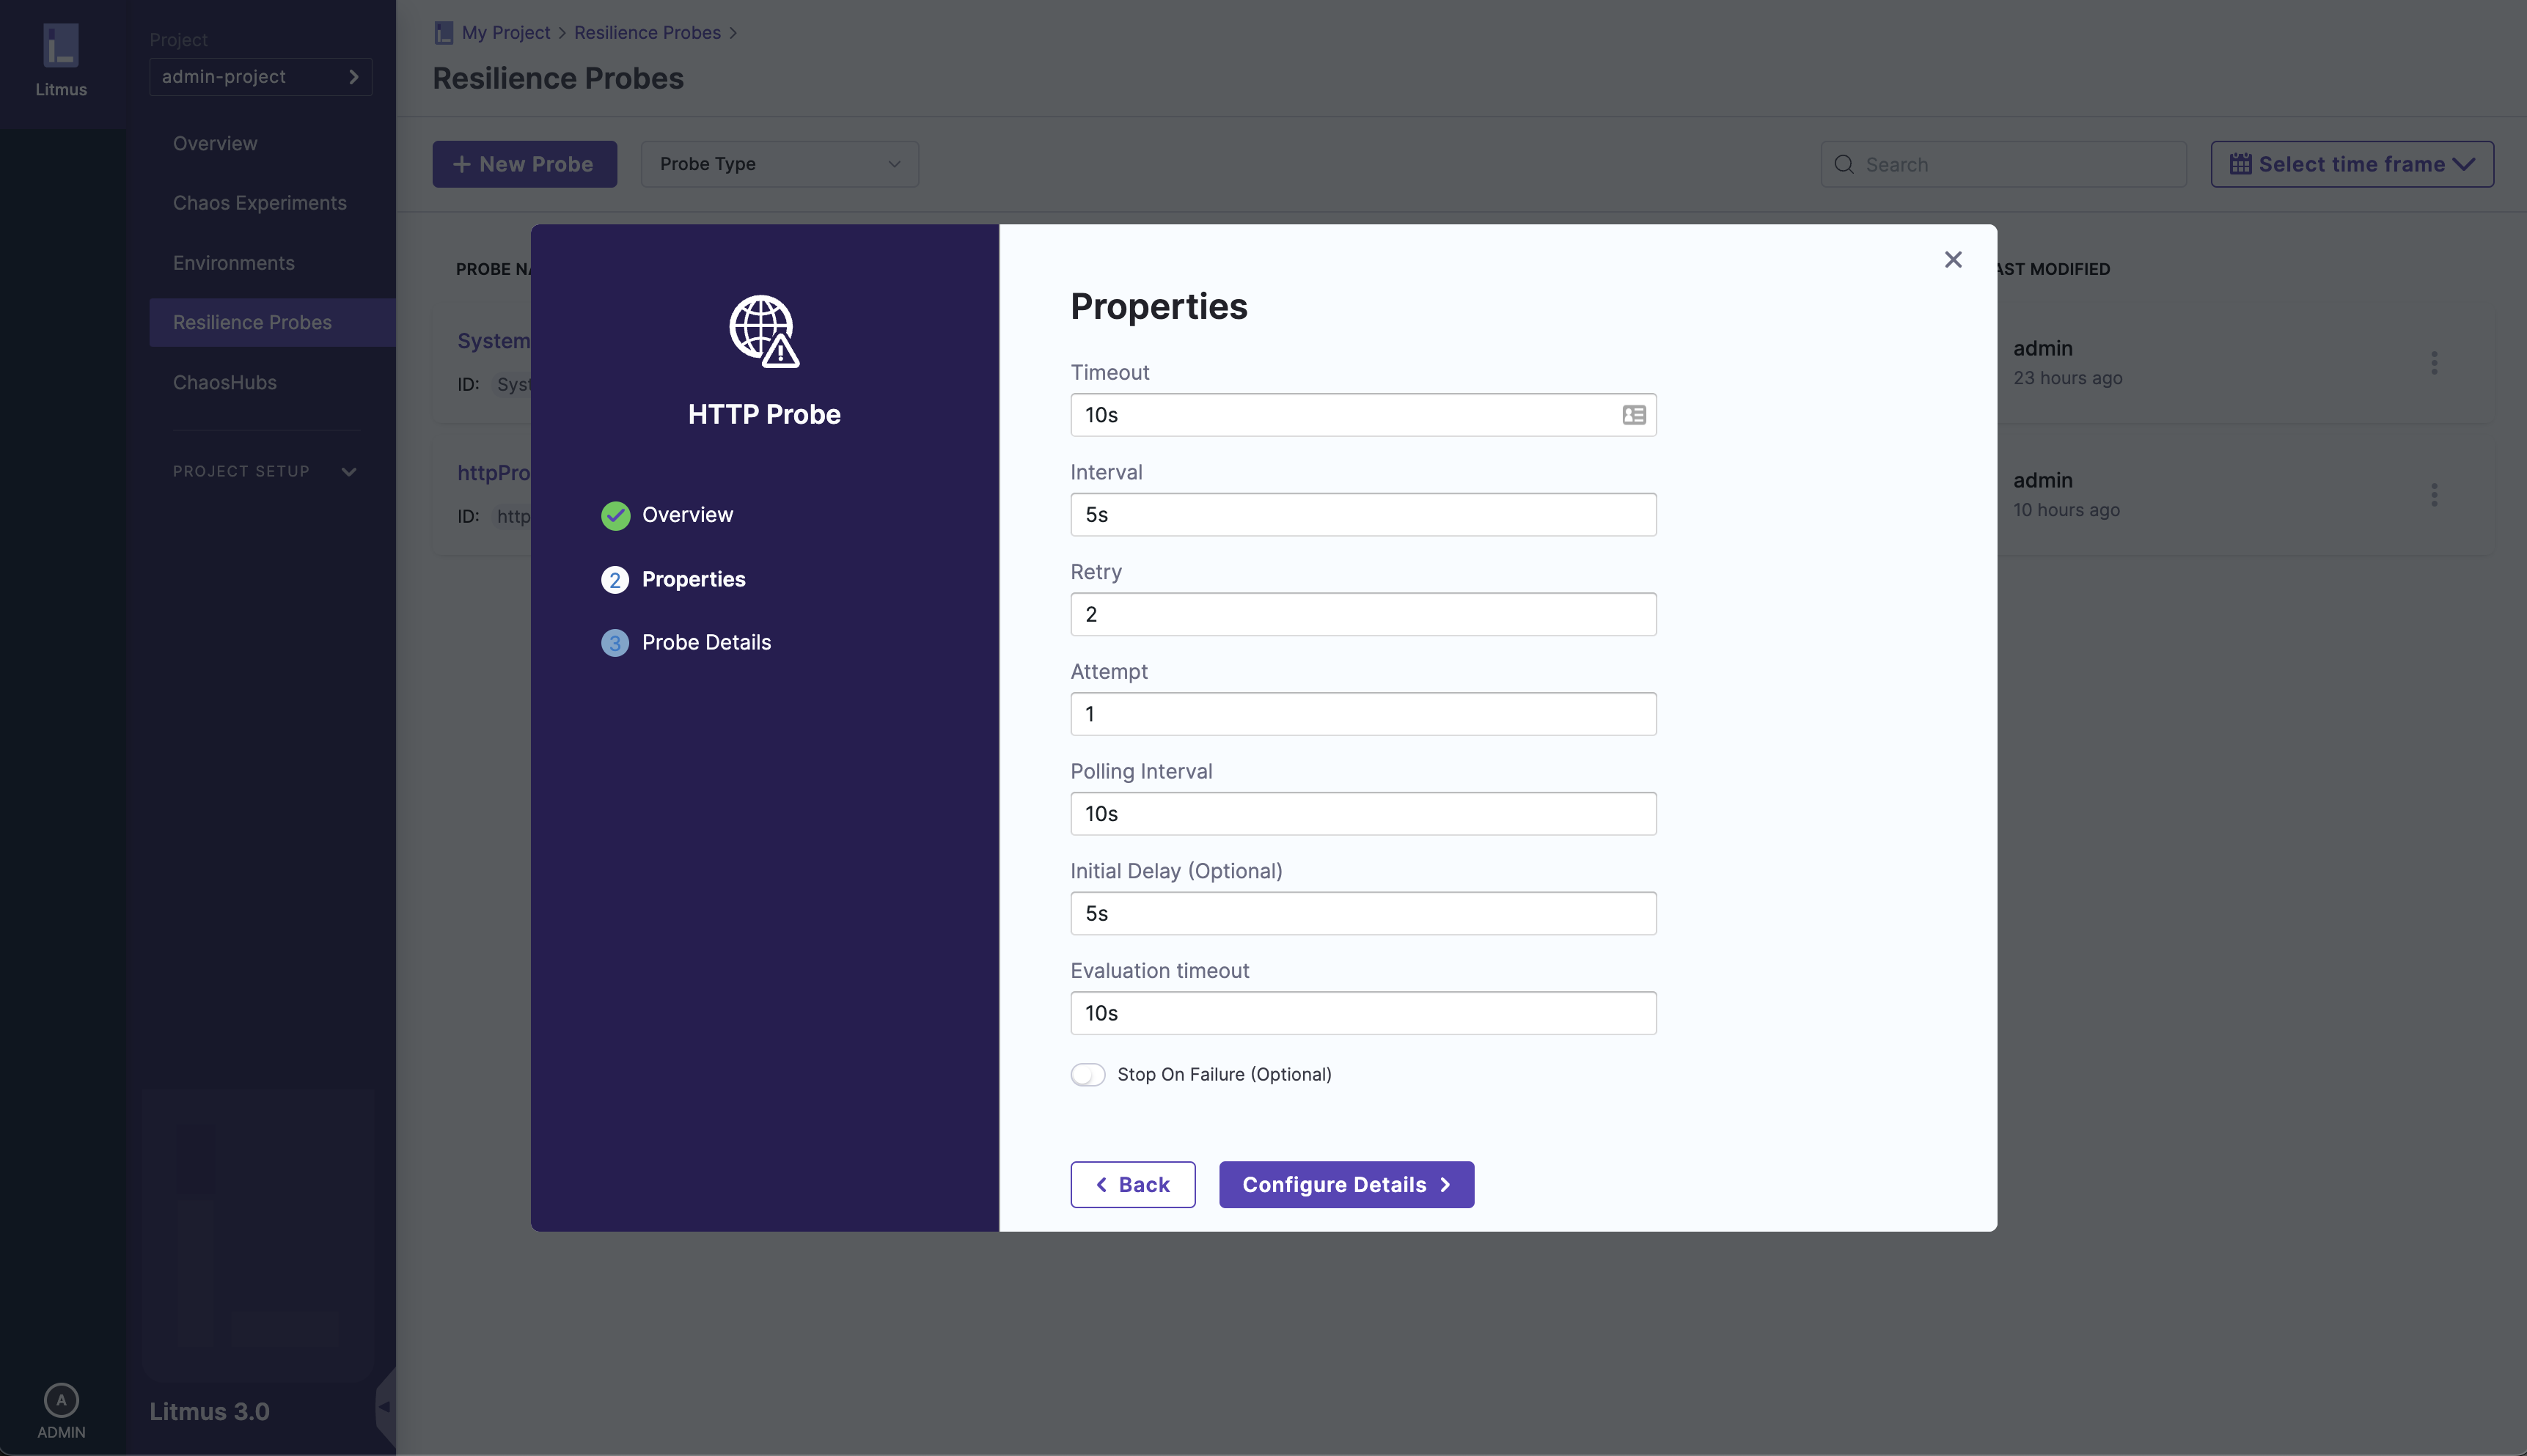 Litmus
Project
admin-project
Overview
Chaos Experiments
Environments
Resilience Probes
ChaosHubs
PROJECT SETUP
Litmus 3.0
A
ADMIN
My Project > Resilience Probes >
Resilience Probes
+ New Probe
Probe Type
Search
Select time frame
PROBE
AST MODIFIED
System
ID: Syst
admin
23 hours ago
httpPro
ID: http
admin
10 hours ago
HTTP Probe
Overview
2 Properties
3 Probe Details
Properties
Timeout
10s
Interval
5s
Retry
2
Attempt
1
Polling Interval
10s
Initial Delay (Optional)
5s
Evaluation timeout
10s
Stop On Failure (Optional)
Back
Configure Details